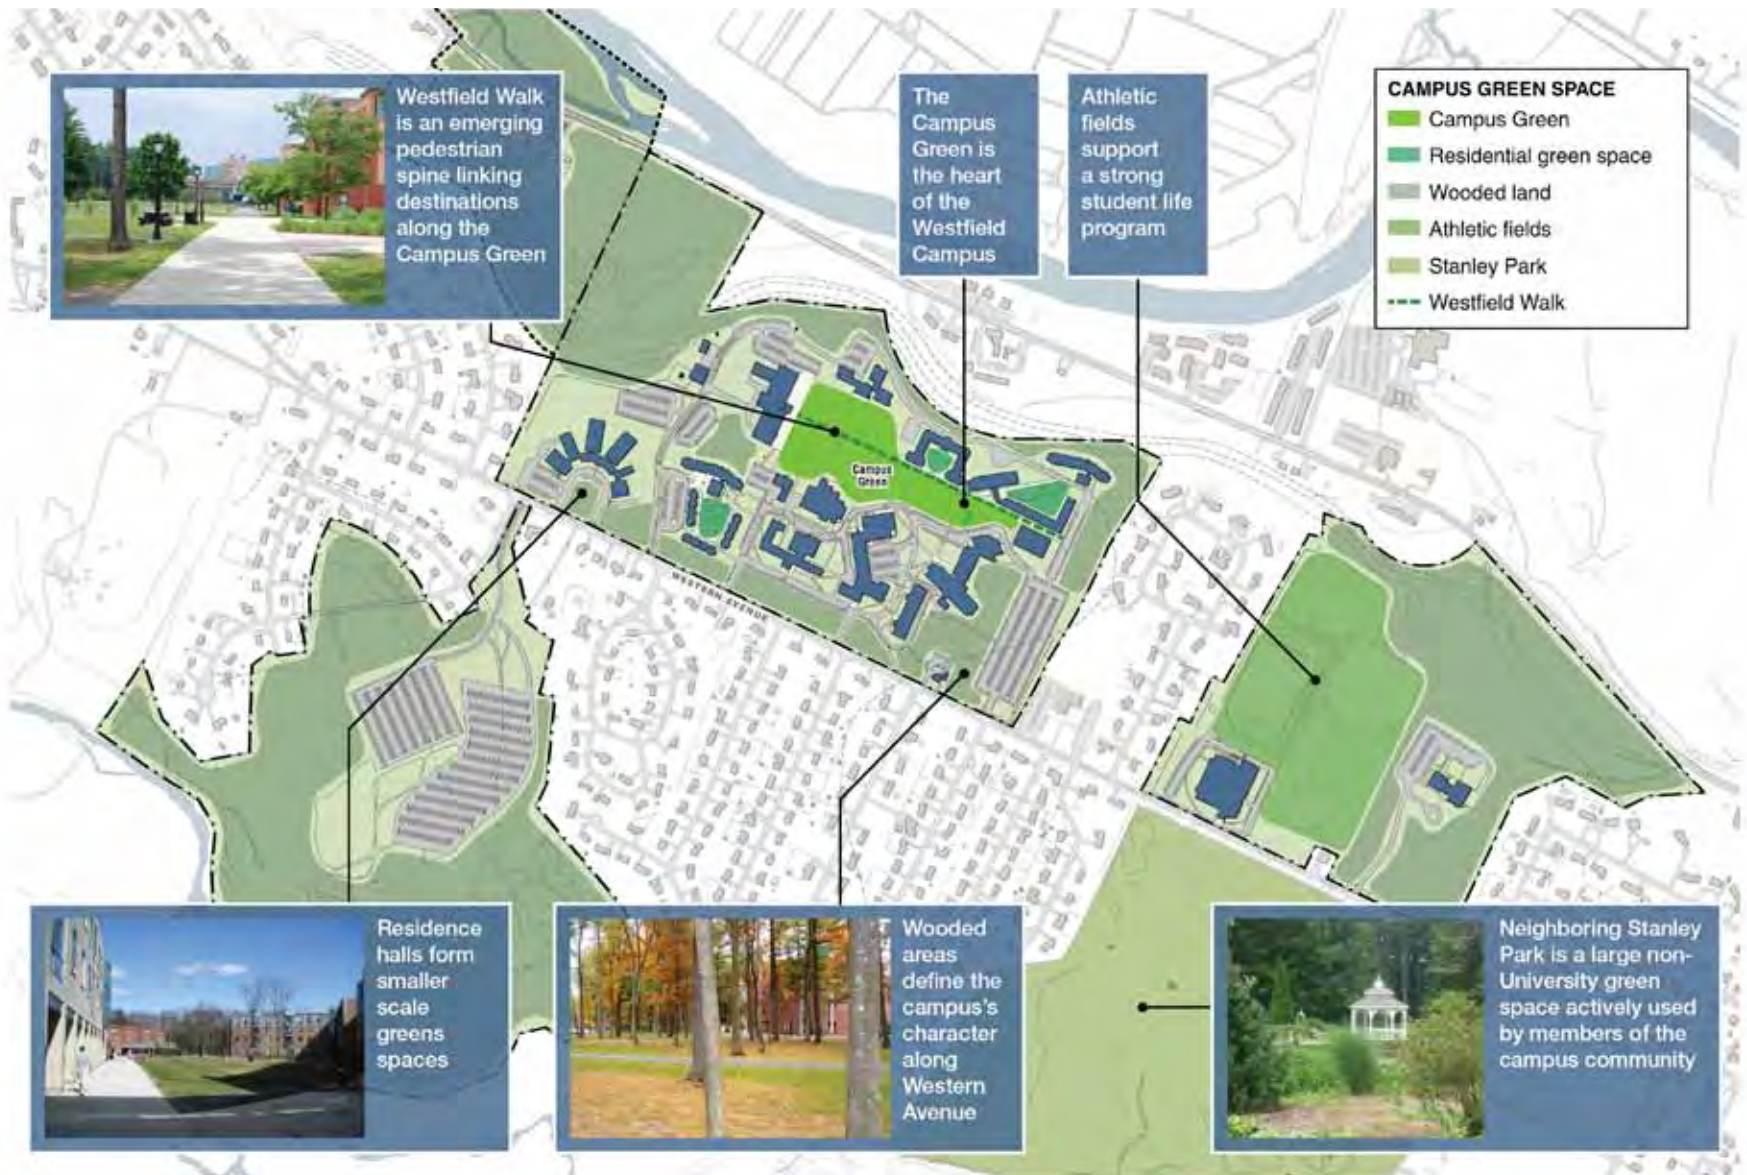 Westfield Walk
is an emerging
pedestrian
spine linking
destinations
along the
Campus Green
The
Campus
Green is
the heart
of the
Westfield
Campus
Athletic
fields
support
a strong
student life
program
CAMPUS GREEN SPACE
Campus Green
Residential green space
Wooded land
Athletic fields
Stanley Park
Westfield Walk
Campus
Green
WESTERN AVENUE
Residence
halls form
smaller
scale
greens
spaces
Wooded
areas
define the
campus's
character
along
Western
Avenue
Neighboring Stanley
Park is a large non-
University green
space actively used
by members of the
campus community